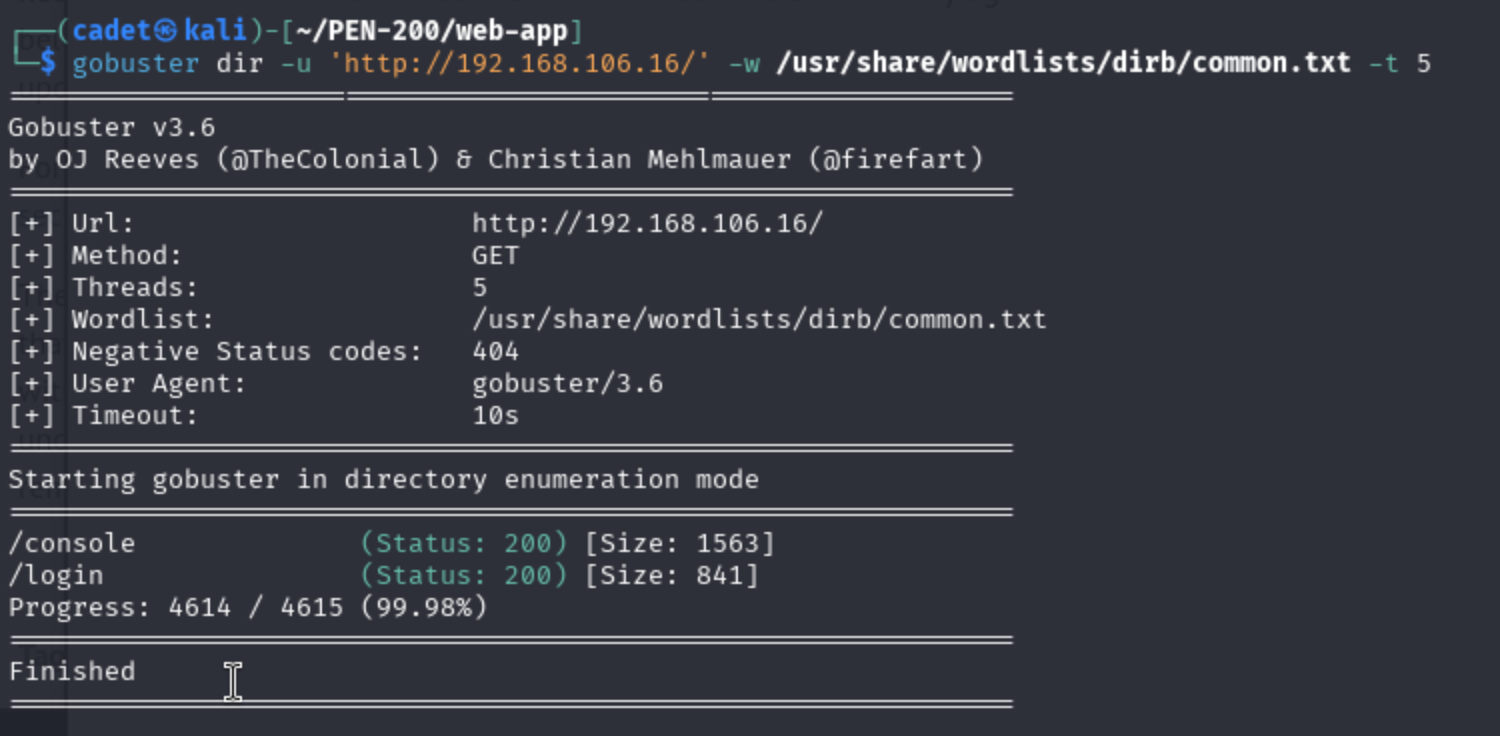 ┌──(cadet㉿kali)-[~/PEN-200/web-app]
└─$ gobuster dir -u 'http://192.168.106.16/' -w /usr/share/wordlists/dirb/common.txt -t 5
===============================================================
Gobuster v3.6
by OJ Reeves (@TheColonial) & Christian Mehlmauer (@firefart)
===============================================================
[+] Url:                     http://192.168.106.16/
[+] Method:                  GET
[+] Threads:                 5
[+] Wordlist:                /usr/share/wordlists/dirb/common.txt
[+] Negative Status codes:   404
[+] User Agent:              gobuster/3.6
[+] Timeout:                 10s
===============================================================
Starting gobuster in directory enumeration mode
===============================================================
/console              (Status: 200) [Size: 1563]
/login                (Status: 200) [Size: 841]
Progress: 4614 / 4615 (99.98%)
===============================================================
Finished
===============================================================